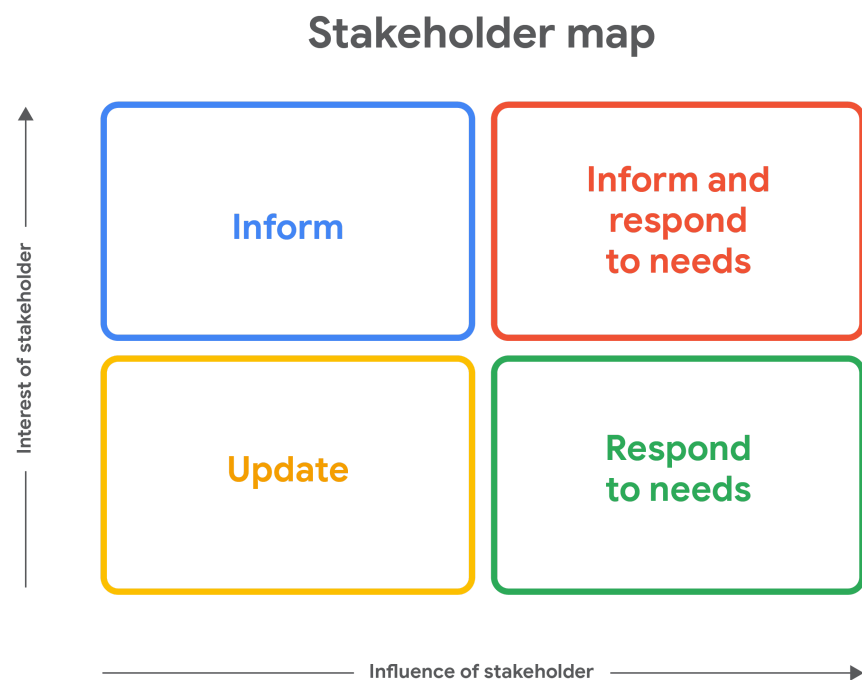 Stakeholder map
Interest of stakeholder
Inform
Inform and
respond
to needs
Update
Respond
to needs
Influence of stakeholder